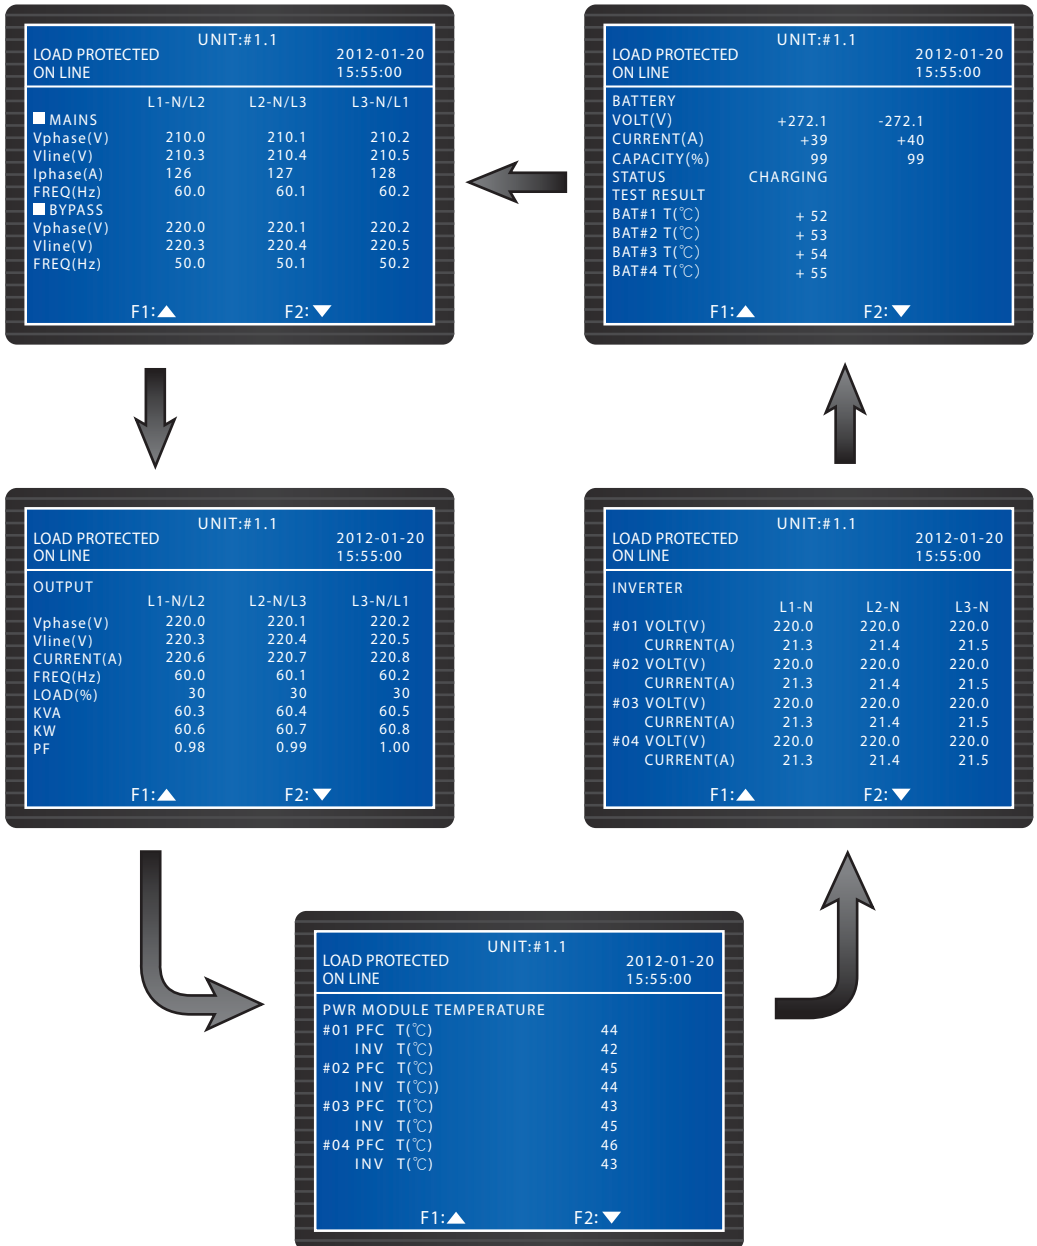 UNIT:#1.1
LOAD PROTECTED 2012-01-20
ON LINE 15:55:00
L1-N/L2 L2-N/L3 L3-N/L1
MAINS
Vphase(V) 210.0 210.1 210.2
Vline(V) 210.3 210.4 210.5
Iphase(A) 126 127 128
FREQ(Hz) 60.0 60.1 60.2
BYPASS
Vphase(V) 220.0 220.1 220.2
Vline(V) 220.3 220.4 220.5
FREQ(Hz) 50.0 50.1 50.2
F1:▲ F2:▼
UNIT:#1.1
LOAD PROTECTED 2012-01-20
ON LINE 15:55:00
BATTERY
VOLT(V) +272.1 -272.1
CURRENT(A) +39 +40
CAPACITY(%) 99 99
STATUS CHARGING
TEST RESULT
BAT#1 T(℃) + 52
BAT#2 T(℃) + 53
BAT#3 T(℃) + 54
BAT#4 T(℃) + 55
F1:▲ F2:▼
UNIT:#1.1
LOAD PROTECTED 2012-01-20
ON LINE 15:55:00
OUTPUT
L1-N/L2 L2-N/L3 L3-N/L1
Vphase(V) 220.0 220.1 220.2
Vline(V) 220.3 220.4 220.5
CURRENT(A) 220.6 220.7 220.8
FREQ(Hz) 60.0 60.1 60.2
LOAD(%) 30 30 30
KVA 60.3 60.4 60.5
KW 60.6 60.7 60.8
PF 0.98 0.99 1.00
F1:▲ F2:▼
UNIT:#1.1
LOAD PROTECTED 2012-01-20
ON LINE 15:55:00
INVERTER
L1-N L2-N L3-N
#01 VOLT(V) 220.0 220.0 220.0
CURRENT(A) 21.3 21.4 21.5
#02 VOLT(V) 220.0 220.0 220.0
CURRENT(A) 21.3 21.4 21.5
#03 VOLT(V) 220.0 220.0 220.0
CURRENT(A) 21.3 21.4 21.5
#04 VOLT(V) 220.0 220.0 220.0
CURRENT(A) 21.3 21.4 21.5
F1:▲ F2:▼
UNIT:#1.1
LOAD PROTECTED 2012-01-20
ON LINE 15:55:00
PWR MODULE TEMPERATURE
#01 PFC T(℃) 44
INV T(℃) 42
#02 PFC T(℃) 45
INV T(℃)) 44
#03 PFC T(℃) 43
INV T(℃) 45
#04 PFC T(℃) 46
INV T(℃) 43
F1:▲ F2:▼